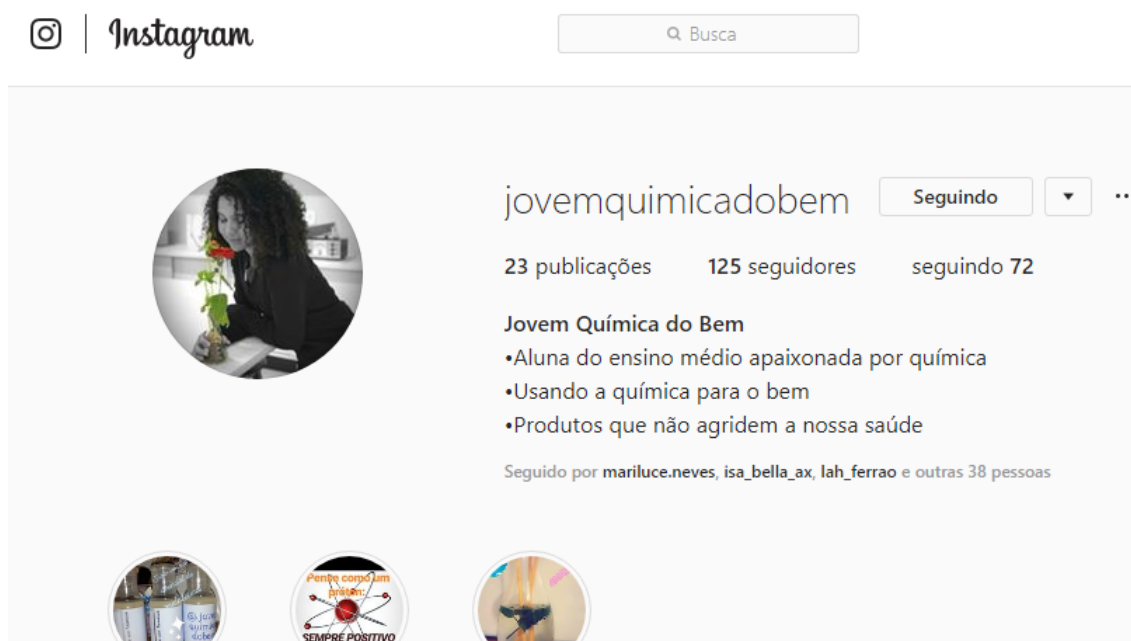 Instagram
Busca
jovemquimicadobem Seguindo
23 publicações 125 seguidores seguindo 72
Jovem Química do Bem
•Aluna do ensino médio apaixonada por química
•Usando a química para o bem
•Produtos que não agridem a nossa saúde
Seguido por mariluce.neves, isa_bella_ax, lah_ferrao e outras 38 pessoas
Pense como um
próton:
SEMPRE POSITIVO